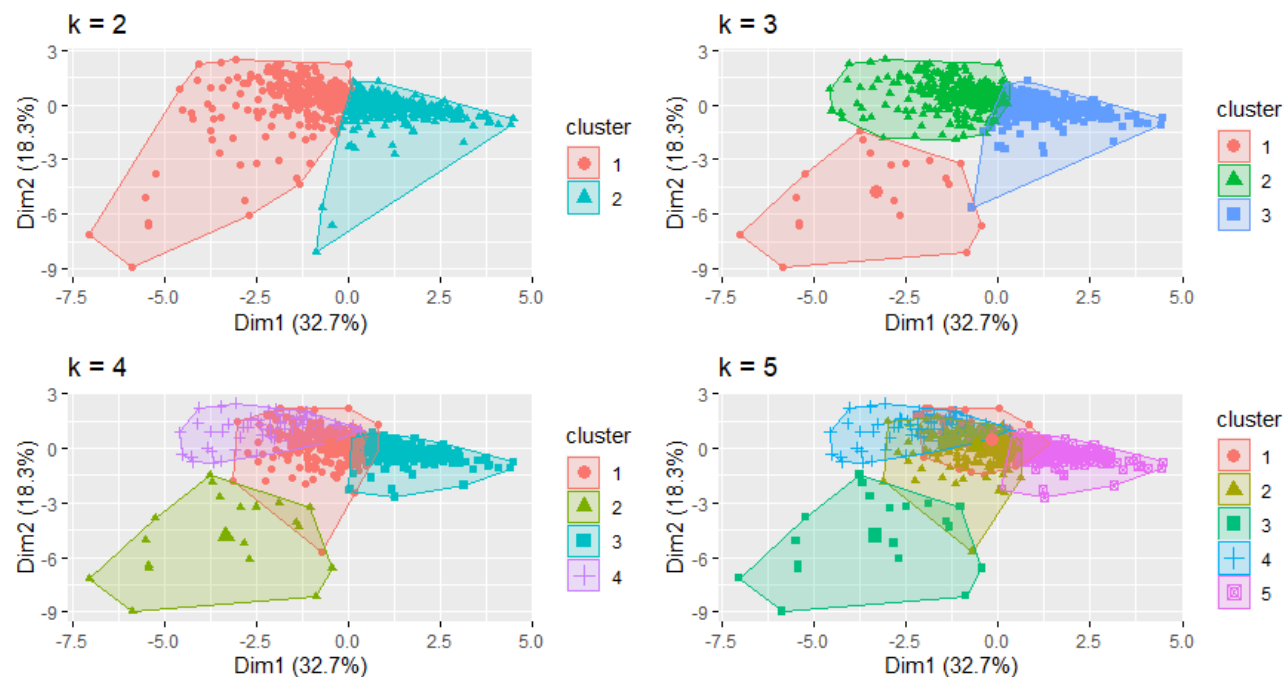 k = 2
3
0
-3
-6
-9
-7.5 -5.0 -2.5 0.0 2.5 5.0
Dim1 (32.7%)
Dim2 (18.3%)
cluster
1
2
k = 3
3
0
-3
-6
-9
-7.5 -5.0 -2.5 0.0 2.5 5.0
Dim1 (32.7%)
Dim2 (18.3%)
cluster
1
2
3
k = 4
3
0
-3
-6
-9
-7.5 -5.0 -2.5 0.0 2.5 5.0
Dim1 (32.7%)
Dim2 (18.3%)
cluster
1
2
3
4
k = 5
3
0
-3
-6
-9
-7.5 -5.0 -2.5 0.0 2.5 5.0
Dim1 (32.7%)
Dim2 (18.3%)
cluster
1
2
3
4
5